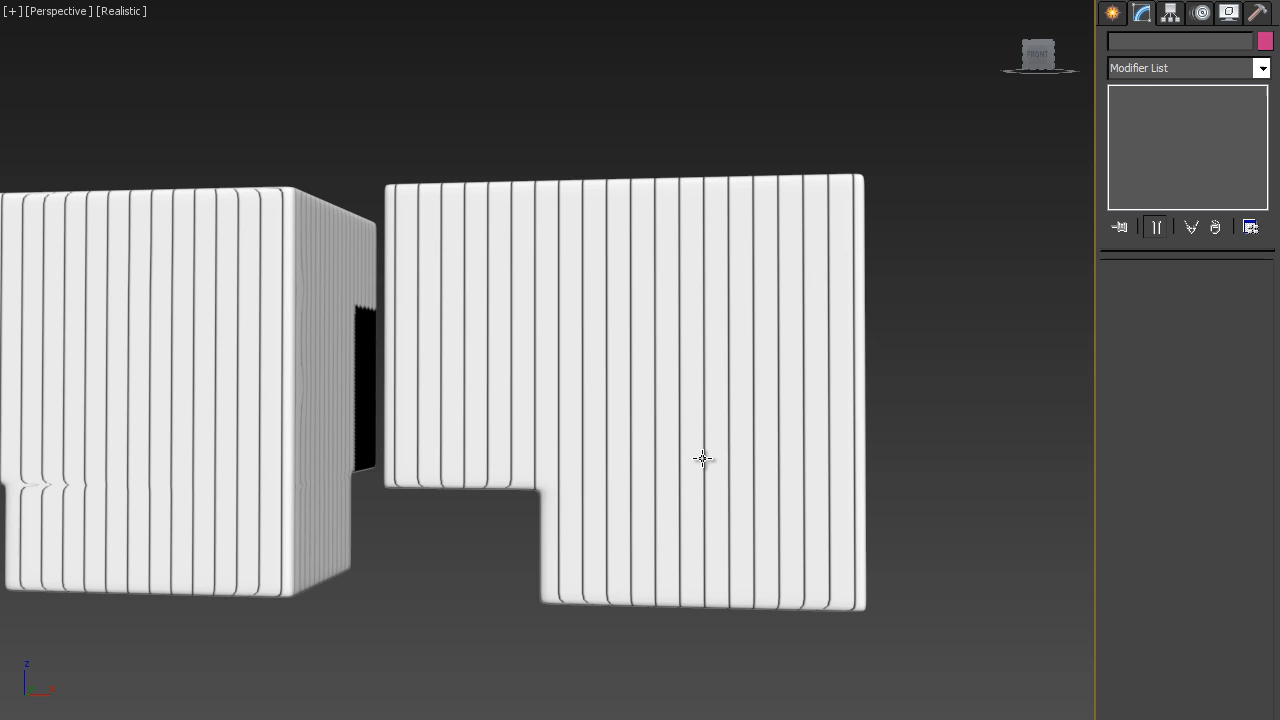 [+] [Perspective ] [Realistic ]
FRONT
Modifier List
z
x